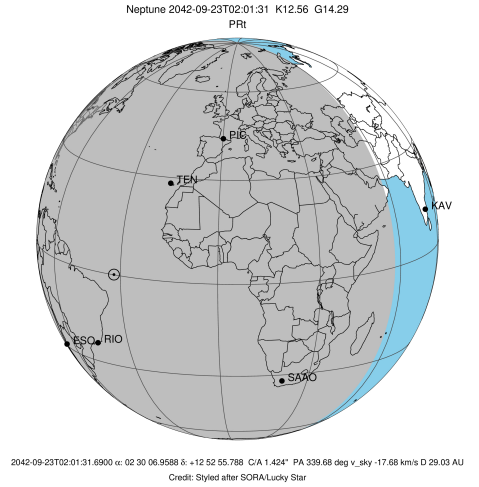 Neptune 2042-09-23T02:01:31 K12.56 G14.29
PRt
PIC
TEN
KAV
ESO RIO
SAAO
2042-09-23T02:01:31.6900 α: 02 30 06.9588 δ: +12 52 55.788 C/A 1.424" PA 339.68 deg v_sky -17.68 km/s D 29.03 AU
Credit: Styled after SORA/Lucky Star